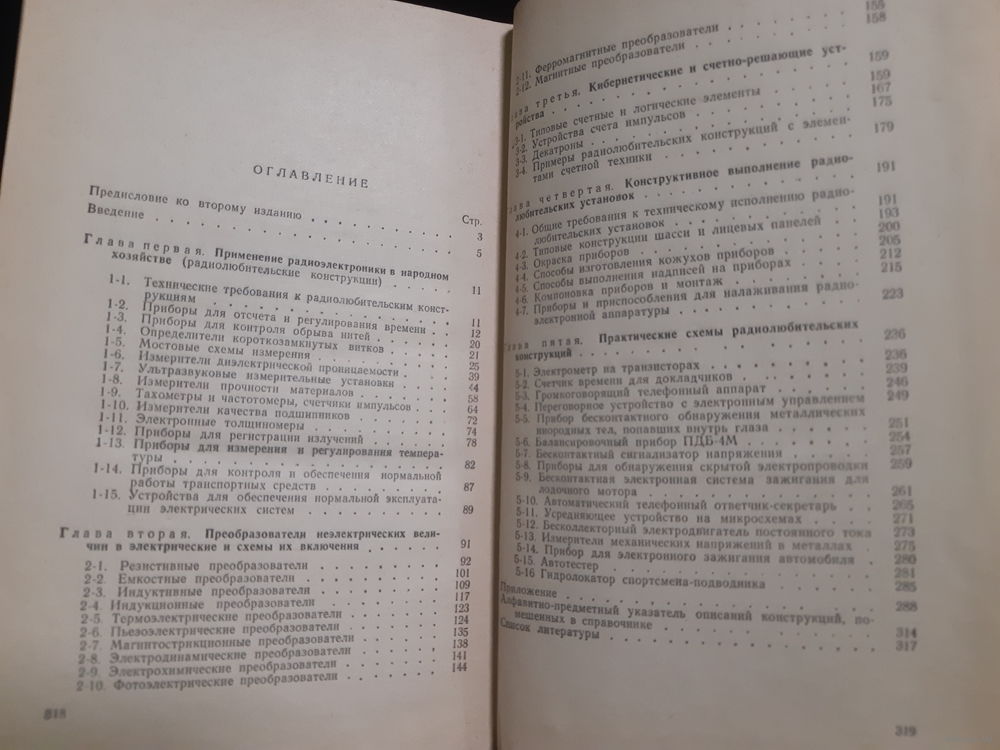 ОГЛАВЛЕНИЕ
Стр.
Предисловие ко второму изданию . . . . . . . . 3
Введение . . . . . . . . . . . . . . . 5
Глава первая. Применение радиоэлектроники в народном
хозяйстве (радиолюбительские конструкции) . . . . . 11
1-1. Технические требования к радиолюбительским конст-
рукциям . . . . . . . . . . . . 11
1-2. Приборы для отсчета и регулирования времени . . 12
1-3. Приборы для контроля обрыва нитей . . . . . 20
1-4. Определители короткозамкнутых витков . . . . 21
1-5. Мостовые схемы измерения . . . . . . . 25
1-6. Измерители диэлектрической проницаемости . . . 39
1-7. Ультразвуковые измерительные установки . . . 44
1-8. Измерители прочности материалов . . . . . 58
1-9. Тахометры и частотомеры, счетчики импульсов . . 64
1-10. Измерители качества подшипников . . . . . 72
1-11. Электронные толщиномеры . . . . . . . 74
1-12. Приборы для регистрации излучений . . . . 78
1-13. Приборы для измерения и регулирования темпера-
туры . . . . . . . . . . . . . 82
1-14. Приборы для контроля и обеспечения нормальной
работы транспортных средств . . . . . . . 87
1-15. Устройства для обеспечения нормальной эксплуата-
ции электрических систем . . . . . . . . 89
Глава вторая. Преобразователи неэлектрических вели-
чин в электрические и схемы их включения . . . . . 91
2-1. Резистивные преобразователи . . . . . . . 92
2-2. Емкостные преобразователи . . . . . . . 101
2-3. Индуктивные преобразователи . . . . . . 109
2-4. Индукционные преобразователи . . . . . . 117
2-5. Термоэлектрические преобразователи . . . . . 123
2-6. Пьезоэлектрические преобразователи . . . . . 124
2-7. Магнитострикционные преобразователи . . . . 135
2-8. Электродинамические преобразователи . . . . 138
2-9. Электрохимические преобразователи . . . . . 141
2-10. Фотоэлектрические преобразователи . . . . . 144
318
2-11. Ферромагнитные преобразователи . . . . . 155
2-12. Магнитные преобразователи . . . . . . . 158
ава третья. Кибернетические и счетно-решающие уст-
ройства . . . . . . . . . . . . . . 159
3-1. Типовые счетные и логические элементы . . . . 159
3-2. Устройства счета импульсов . . . . . . . 167
3-3. Декатроны . . . . . . . . . . . . 175
3-4. Примеры радиолюбительских конструкций с элемен-
тами счетной техники . . . . . . . . . 179
ава четвертая. Конструктивное выполнение радио-
любительских установок . . . . . . . . . . 191
4-1. Общие требования к техническому исполнению радио-
любительских установок . . . . . . . . 191
4-2. Типовые конструкции шасси и лицевых панелей . . 193
4-3. Окраска приборов . . . . . . . . . . 200
4-4. Способы изготовления кожухов приборов . . . . 205
4-5. Способы выполнения надписей на приборах . . . 212
4-6. Компоновка приборов и монтаж . . . . . . 215
4-7. Приборы и приспособления для налаживания радио-
электронной аппаратуры . . . . . . . . 223
лава пятая. Практические схемы радиолюбительских
конструкций . . . . . . . . . . . . . 236
5-1. Электрометр на транзисторах . . . . . . . 236
5-2. Счетчик времени для докладчиков . . . . . 239
5-3. Громкоговорящий телефонный аппарат . . . . 246
5-4. Переговорное устройство с электронным управлением 249
5-5. Прибор бесконтактного обнаружения металлических
инородных тел, попавших внутрь глаза . . . . . 251
5-6. Балансировочный прибор ПДБ-4М . . . . . 254
5-7. Бесконтактный сигнализатор напряжения . . . . 257
5-8. Приборы для обнаружения скрытой электропроводки 259
5-9. Бесконтактная электронная система зажигания для
лодочного мотора . . . . . . . . . . 261
5-10. Автоматический телефонный ответчик-секретарь . . 265
5-11. Усредняющее устройство на микросхемах . . . . 271
5-12. Бесколлекторный электродвигатель постоянного тока 273
5-13. Измерители механических напряжений в металлах . 275
5-14. Прибор для электронного зажигания автомобиля . 280
5-15. Автотестер . . . . . . . . . . . . 281
5-16 Гидролокатор спортсмена-подводника . . . . . 285
Приложение . . . . . . . . . . . . . . 288
Алфавитно-предметный указатель описаний конструкций, по-
мещенных в справочнике . . . . . . . . . . 314
Список литературы . . . . . . . . . . . . 317
319